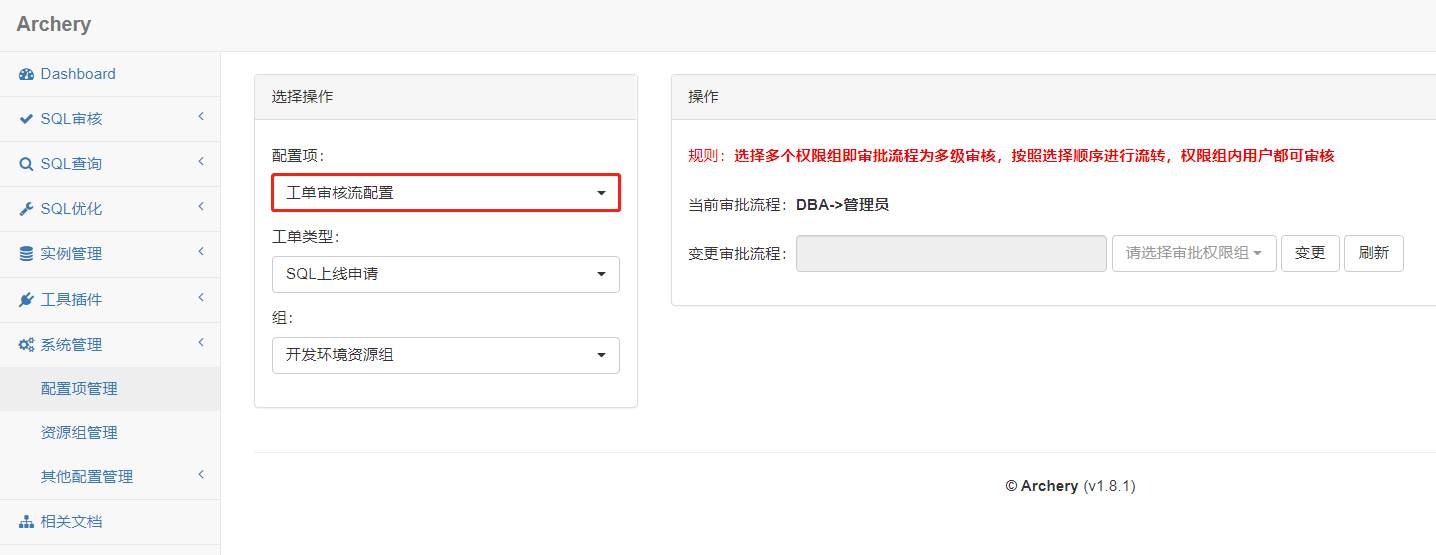 Archery
Dashboard
SQL审核
SQL查询
SQL优化
实例管理
工具插件
系统管理
配置项管理
资源组管理
其他配置管理
相关文档
选择操作
配置项：
工单审核流配置
工单类型：
SQL上线申请
组：
开发环境资源组
操作
规则：选择多个权限组即审批流程为多级审核，按照选择顺序进行流转，权限组内用户都可审核
当前审批流程：DBA->管理员
变更审批流程： 请选择审批权限组 变更 刷新
© Archery (v1.8.1)